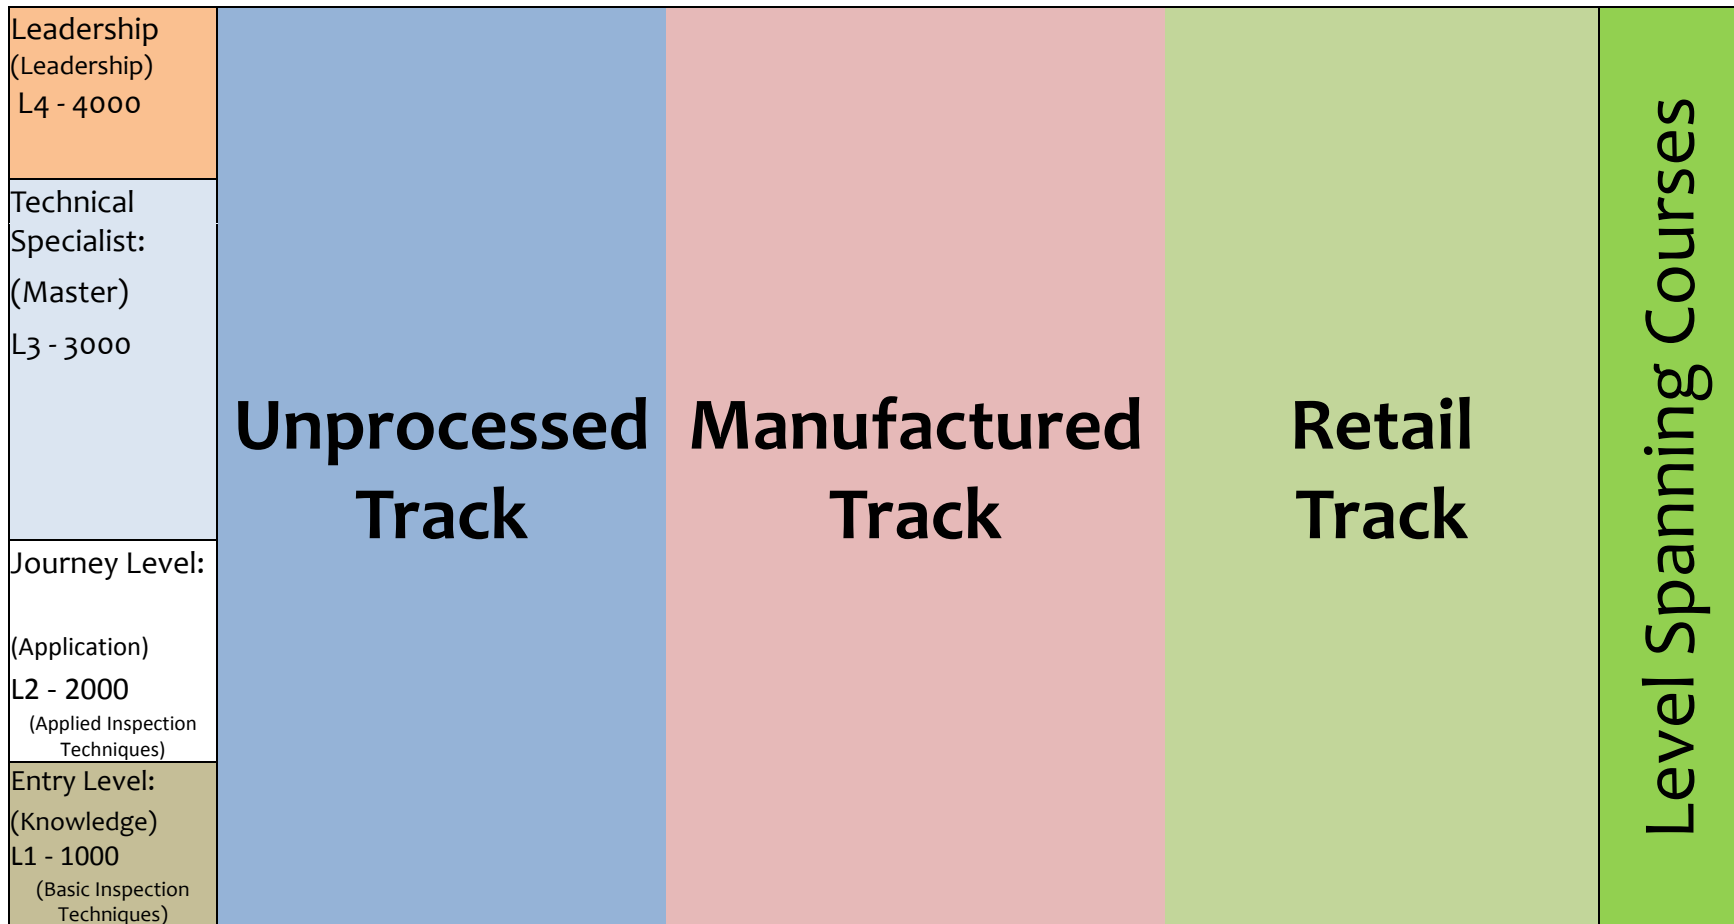 Leadership
(Leadership)
L4 - 4000
Technical
Specialist:
(Master)
L3 - 3000
Journey Level:
(Application)
L2 - 2000
(Applied Inspection
Techniques)
Entry Level:
(Knowledge)
L1 - 1000
(Basic Inspection
Techniques)
Unprocessed
Track
Manufactured
Track
Retail
Track
Level Spanning Courses